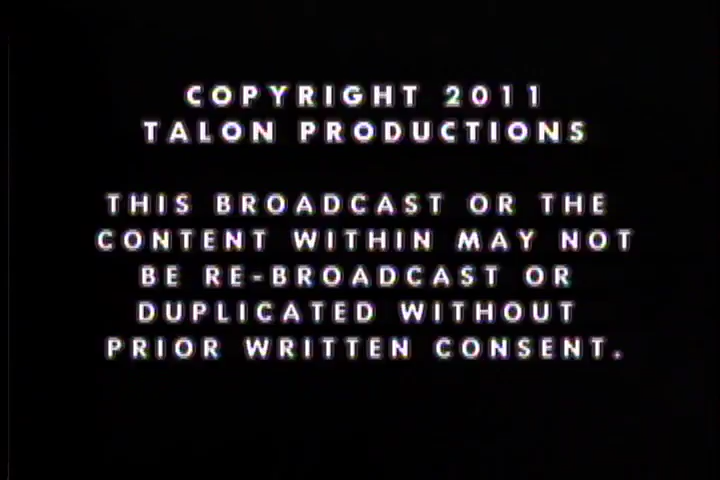 COPYRIGHT 2011
TALON PRODUCTIONS
THIS BROADCAST OR THE
CONTENT WITHIN MAY NOT
BE RE-BROADCAST OR
DUPLICATED WITHOUT
PRIOR WRITTEN CONSENT.